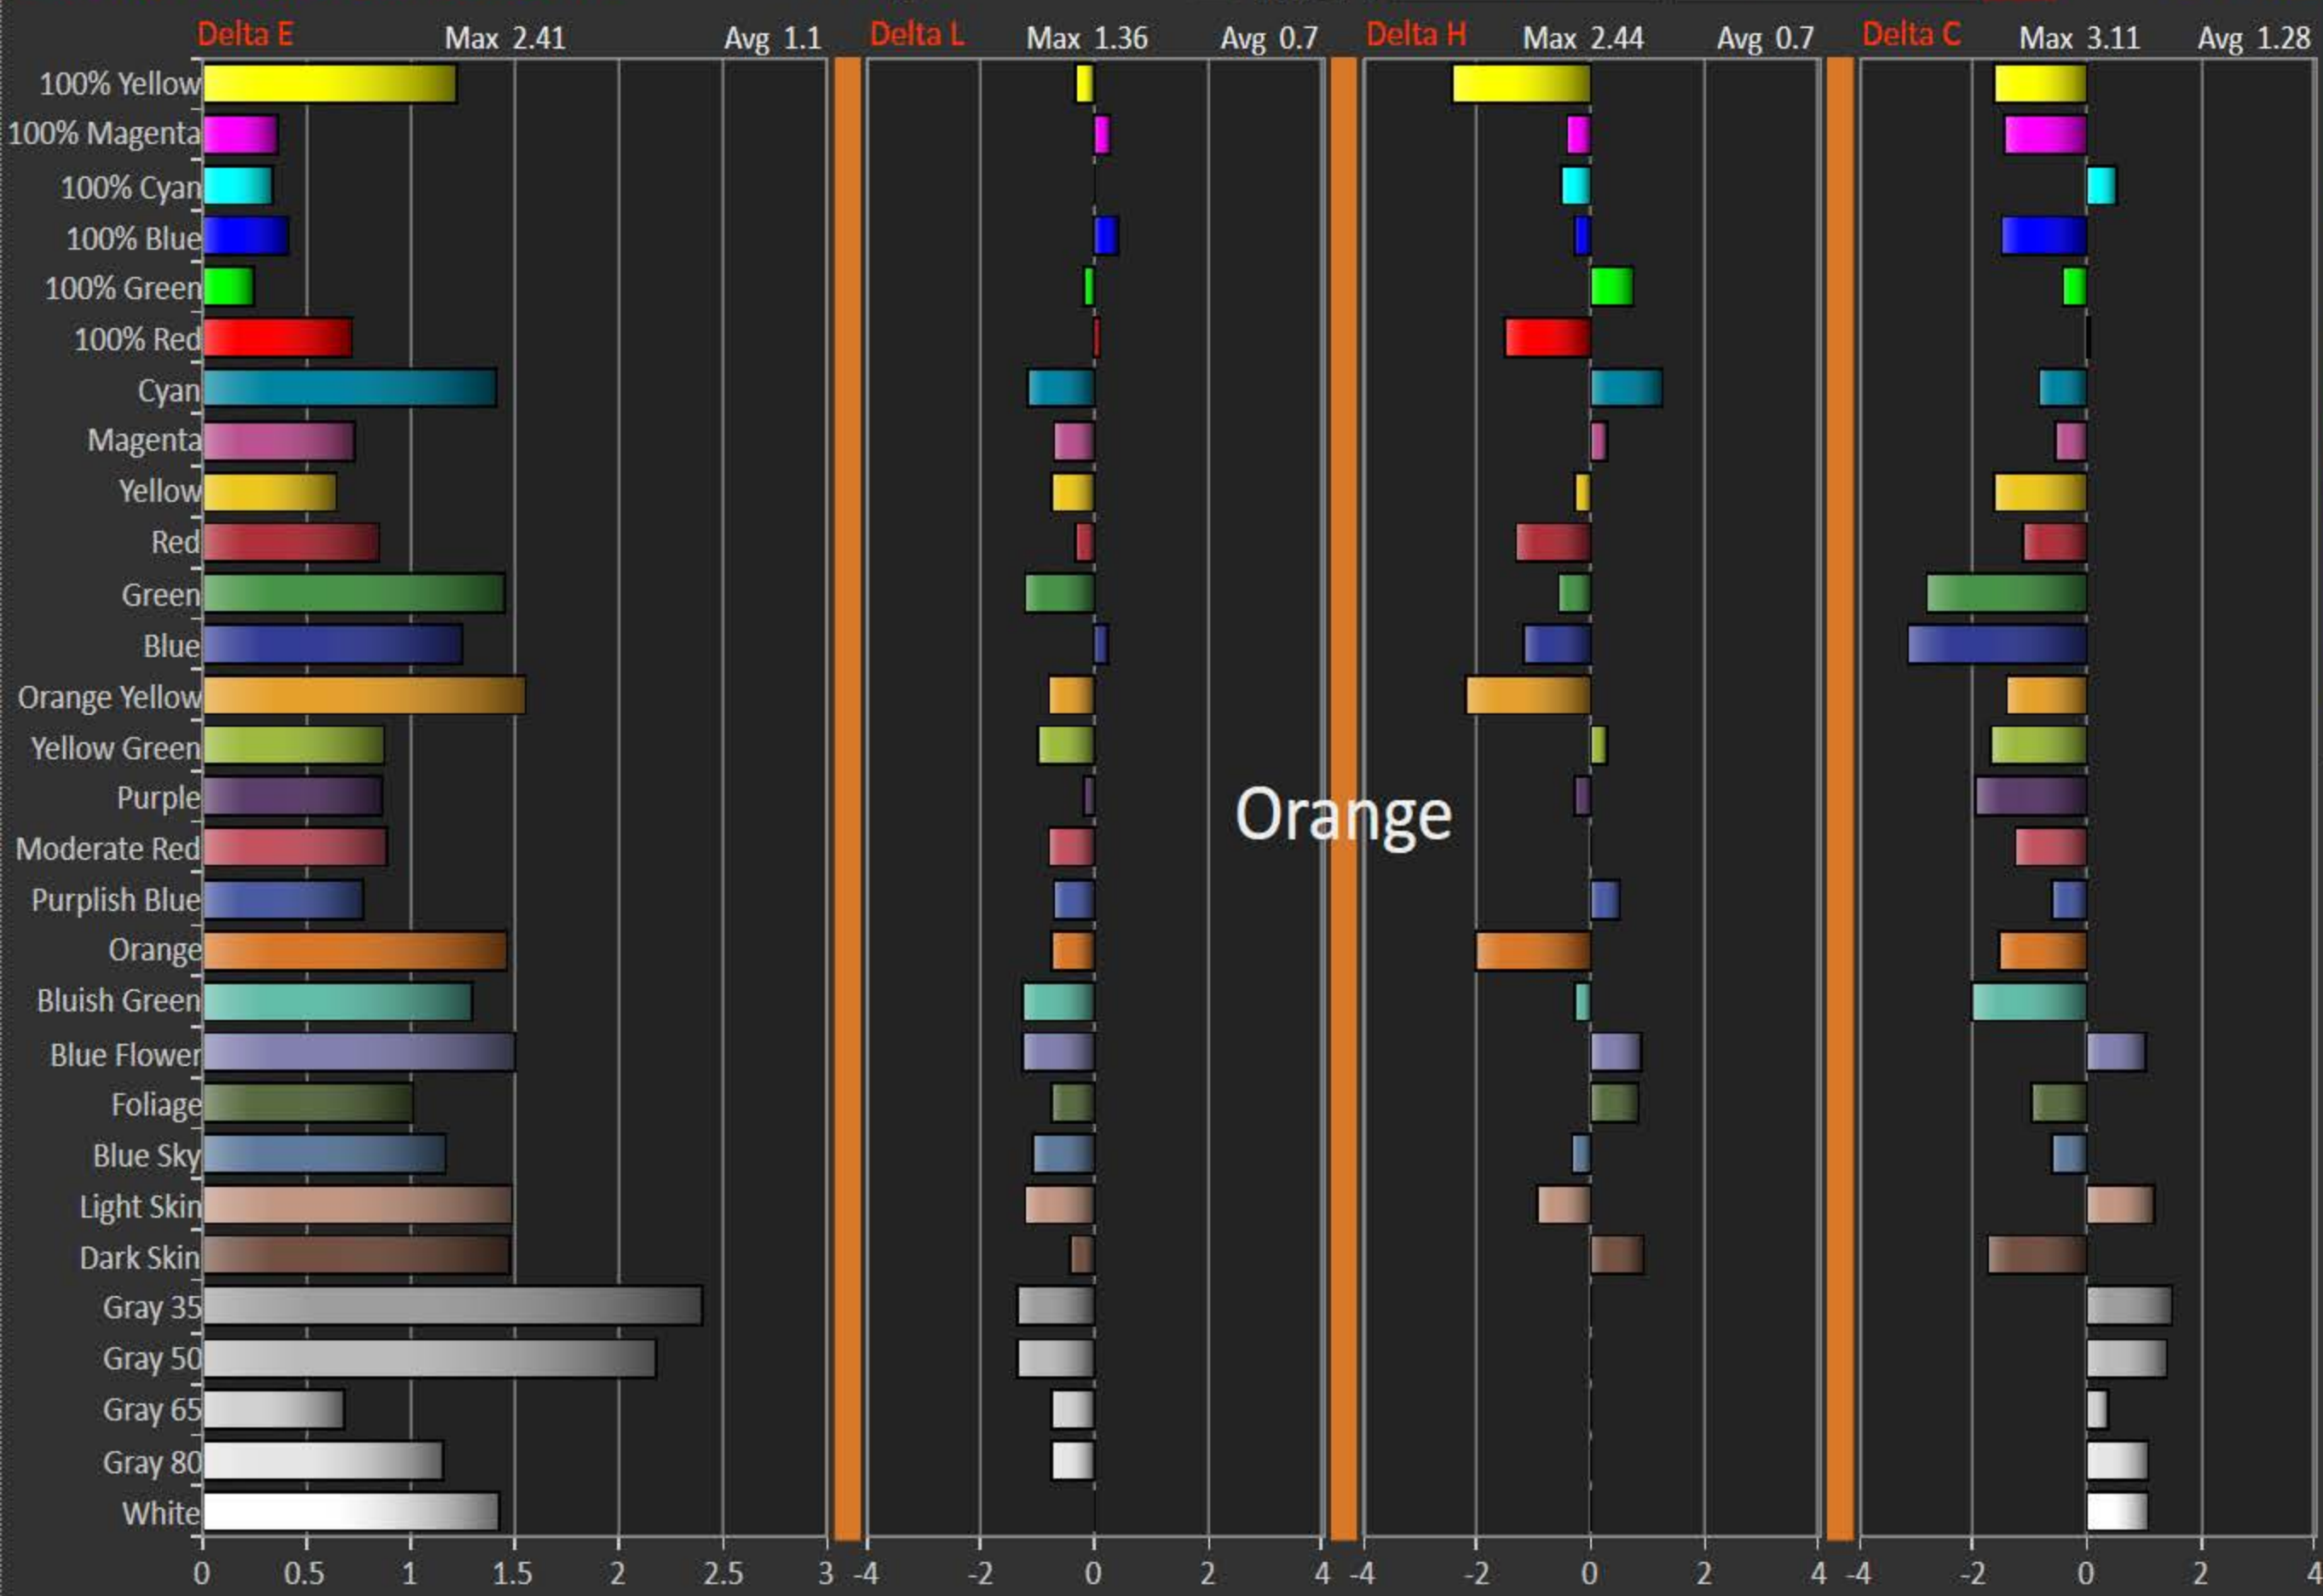 Delta E Max 2.41 Avg 1.1 Delta L Max 1.36 Avg 0.7 Delta H Max 2.44 Avg 0.7 Delta C Max 3.11 Avg 1.28
100% Yellow
100% Magenta
100% Cyan
100% Blue
100% Green
100% Red
Cyan
Magenta
Yellow
Red
Green
Blue
Orange Yellow
Yellow Green
Purple
Orange
Moderate Red
Purplish Blue
Orange
Bluish Green
Blue Flower
Foliage
Blue Sky
Light Skin
Dark Skin
Gray 35
Gray 50
Gray 65
Gray 80
White
0 0.5 1 1.5 2 2.5 3 -4 -2 0 2 4 -4 -2 0 2 4 -4 -2 0 2 4